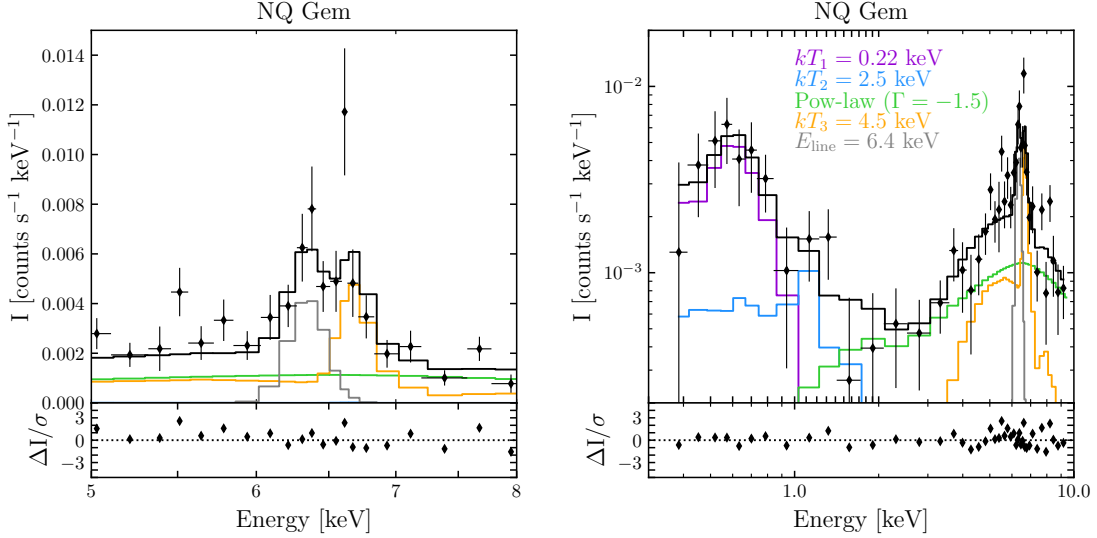 NQ Gem
I [counts s⁻¹ keV⁻¹]
0.014
0.012
0.010
0.008
0.006
0.004
0.002
0.000
ΔI/σ
3
0
−3
5
6
7
8
Energy [keV]
NQ Gem
kT₁ = 0.22 keV
kT₂ = 2.5 keV
Pow-law (Γ = −1.5)
kT₃ = 4.5 keV
E_line = 6.4 keV
I [counts s⁻¹ keV⁻¹]
10⁻²
10⁻³
ΔI/σ
3
0
−3
1.0
10.0
Energy [keV]